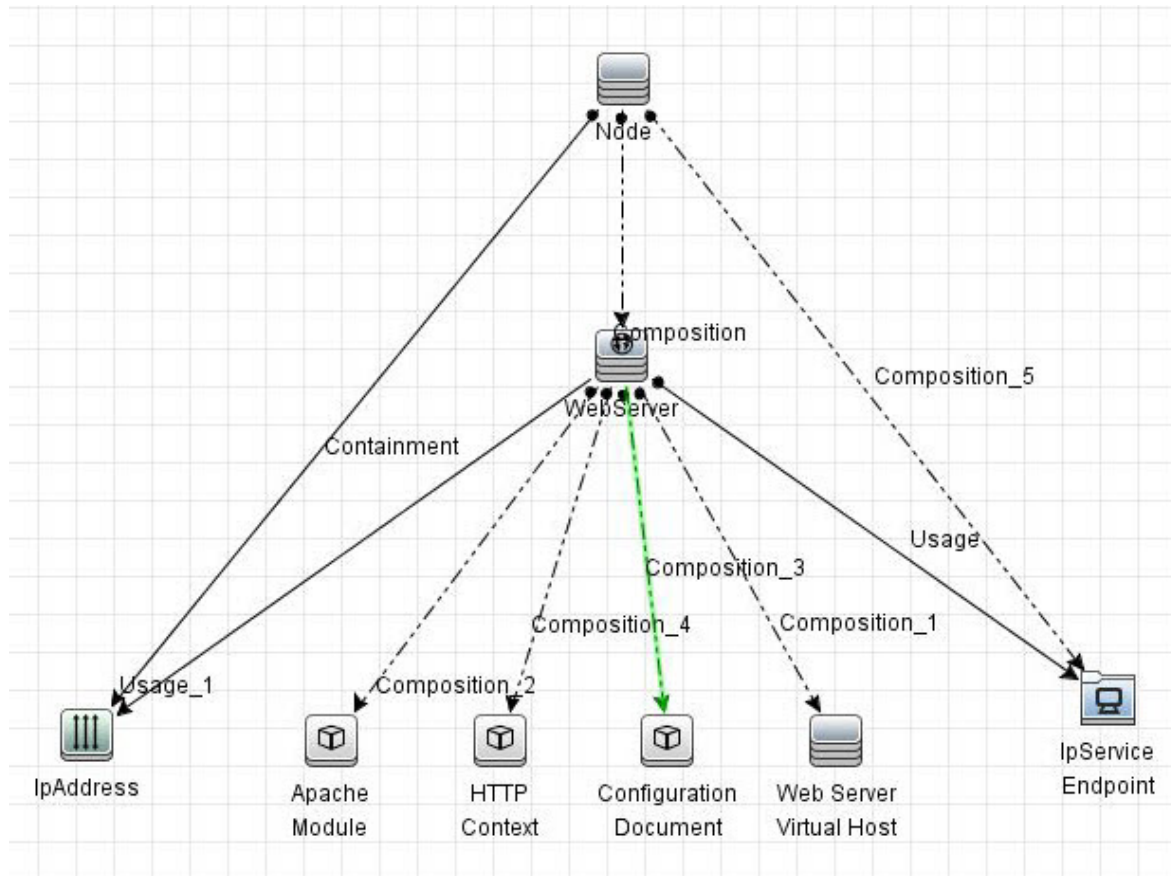 Node
Composition
Composition_5
WebServer
Containment
Usage
Composition_3
Composition_4
Composition_1
Usage_1
Composition_2
IpAddress
Apache
Module
HTTP
Context
Configuration
Document
Web Server
Virtual Host
IpService
Endpoint